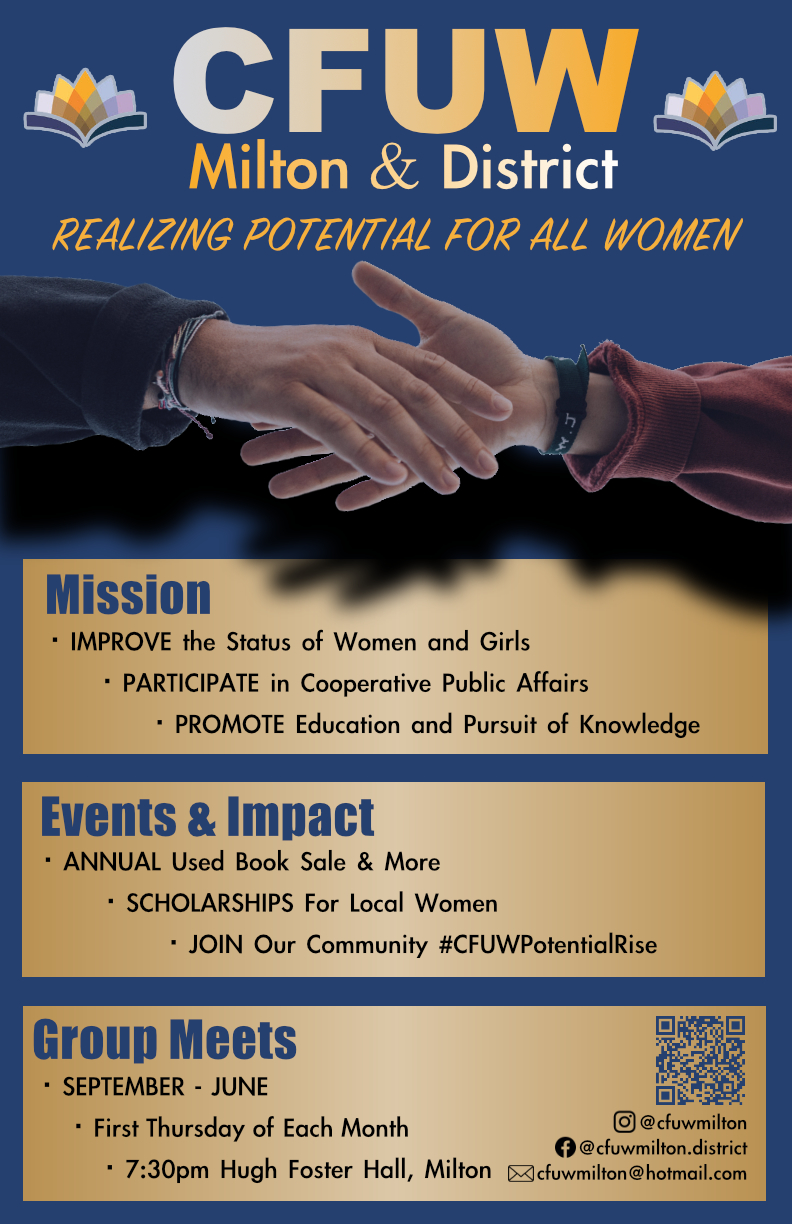 CFUW
Milton & District
REALIZING POTENTIAL FOR ALL WOMEN
W.J
Mission
· IMPROVE the Status of Women and Girls
· PARTICIPATE in Cooperative Public Affairs
· PROMOTE Education and Pursuit of Knowledge
Events & Impact
· ANNUAL Used Book Sale & More
· SCHOLARSHIPS For Local Women
· JOIN Our Community #CFUWPotentialRise
Group Meets
· SEPTEMBER - JUNE
· First Thursday of Each Month
· 7:30pm Hugh Foster Hall, Milton
@cfuwmilton
@cfuwmilton.district
cfuwmilton@hotmail.com